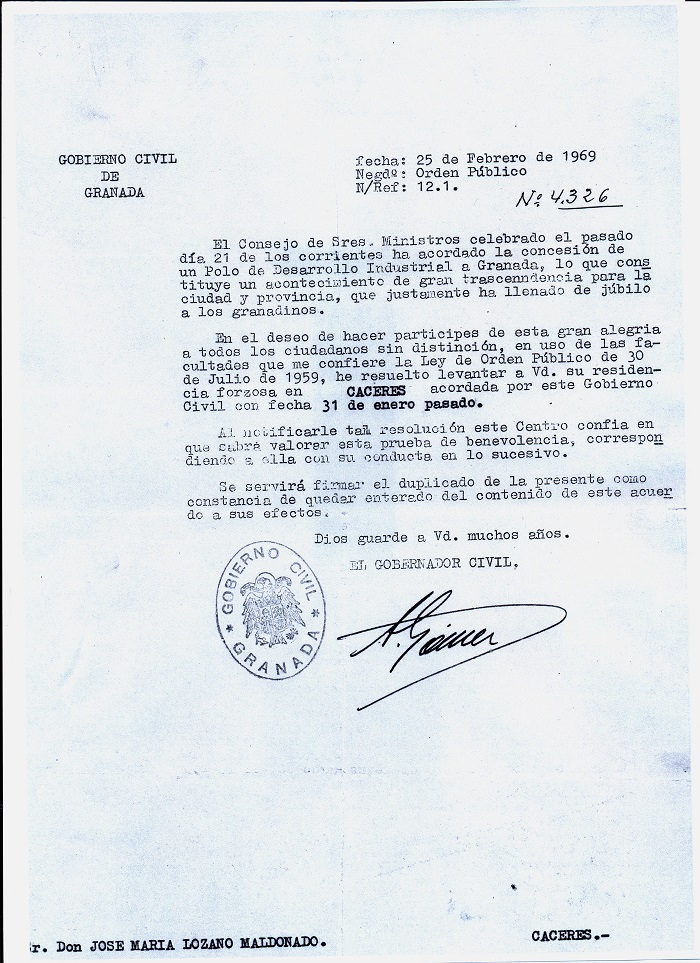 GOBIERNO CIVIL
DE
GRANADA
fecha: 25 de Febrero de 1969
Negdº: Orden Público
N/Ref: 12.1.
Nº 4.326
El Consejo de Sres. Ministros celebrado el pasado
día 21 de los corrientes ha acordado la concesión de
un Polo de Desarrollo Industrial a Granada, lo que cons
tituye un acontecimiento de gran trascenndencia para la
ciudad y provincia, que justamente ha llenado de júbilo
a los granadinos.
En el deseo de hacer participes de esta gran alegria
a todos los ciudadanos sin distinción, en uso de las fa-
cultades que me confiere la Ley de Orden Público de 30
de Julio de 1959, he resuelto levantar a Vd. su residen-
cia forzosa en CACERES acordada por este Gobierno
Civil con fecha 31 de enero pasado.
Al notificarle tal resolución este Centro confia en
que sabrá valorar esta prueba de benevolencia, correspon
diendo a ella con su conducta en lo sucesivo.
Se servirá firmar el duplicado de la presente como
constancia de quedar enterado del contenido de este acuer
do a sus efectos.
Dios guarde a Vd. muchos años.
EL GOBERNADOR CIVIL,
GOBIERNO CIVIL
* GRANADA *
r. Don JOSE MARIA LOZANO MALDONADO.
CACERES.-